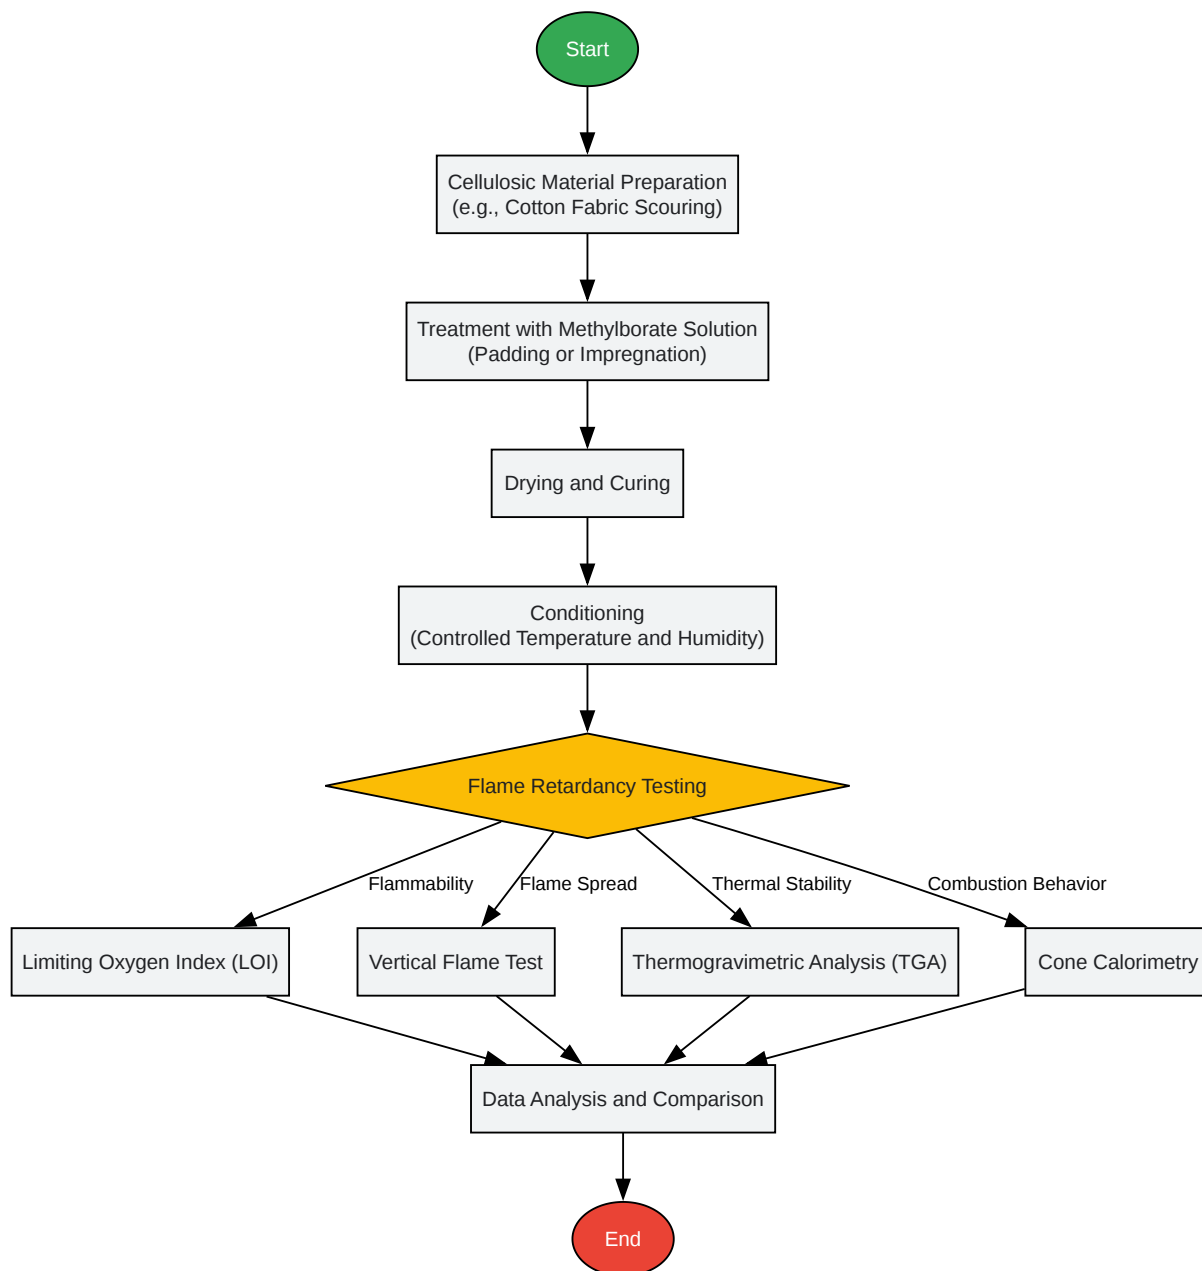 Start
Cellulosic Material Preparation
(e.g., Cotton Fabric Scouring)
Treatment with Methylborate Solution
(Padding or Impregnation)
Drying and Curing
Conditioning
(Controlled Temperature and Humidity)
Flame Retardancy Testing
Flammability
Flame Spread
Thermal Stability
Combustion Behavior
Limiting Oxygen Index (LOI)
Vertical Flame Test
Thermogravimetric Analysis (TGA)
Cone Calorimetry
Data Analysis and Comparison
End